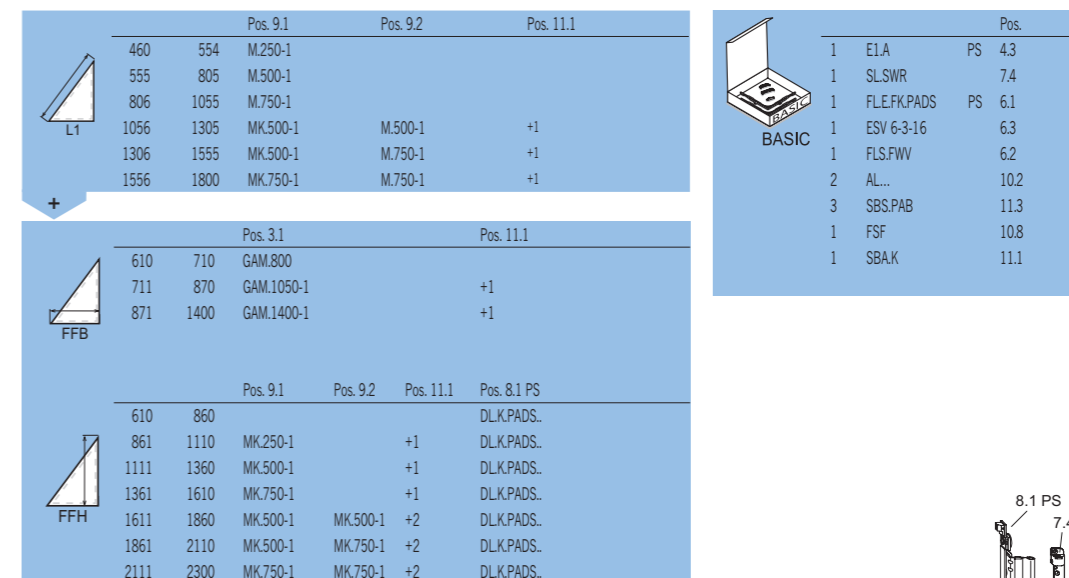 Pos. 9.1 Pos. 9.2 Pos. 11.1
460 554 M.250-1
555 805 M.500-1
806 1055 M.750-1
1056 1305 MK.500-1 M.500-1 +1
1306 1555 MK.500-1 M.750-1 +1
1556 1800 MK.750-1 M.750-1 +1
L1
+
Pos. 3.1 Pos. 11.1
610 710 GAM.800
711 870 GAM.1050-1 +1
871 1400 GAM.1400-1 +1
FFB
Pos. 9.1 Pos. 9.2 Pos. 11.1 Pos. 8.1 PS
610 860 DL.K.PADS..
861 1110 MK.250-1 +1 DL.K.PADS..
1111 1360 MK.500-1 +1 DL.K.PADS..
1361 1610 MK.750-1 +1 DL.K.PADS..
1611 1860 MK.500-1 MK.500-1 +2 DL.K.PADS..
1861 2110 MK.500-1 MK.750-1 +2 DL.K.PADS..
2111 2300 MK.750-1 MK.750-1 +2 DL.K.PADS..
FFH
Pos.
1 E1.A PS 4.3
1 SL.SWR 7.4
1 FL.E.FK.PADS PS 6.1
1 ESV 6-3-16 6.3
1 FLS.FWV 6.2
2 AL... 10.2
3 SBS.PAB 11.3
1 FSF 10.8
1 SBA.K 11.1
BASIC
BASIC
8.1 PS
7.4